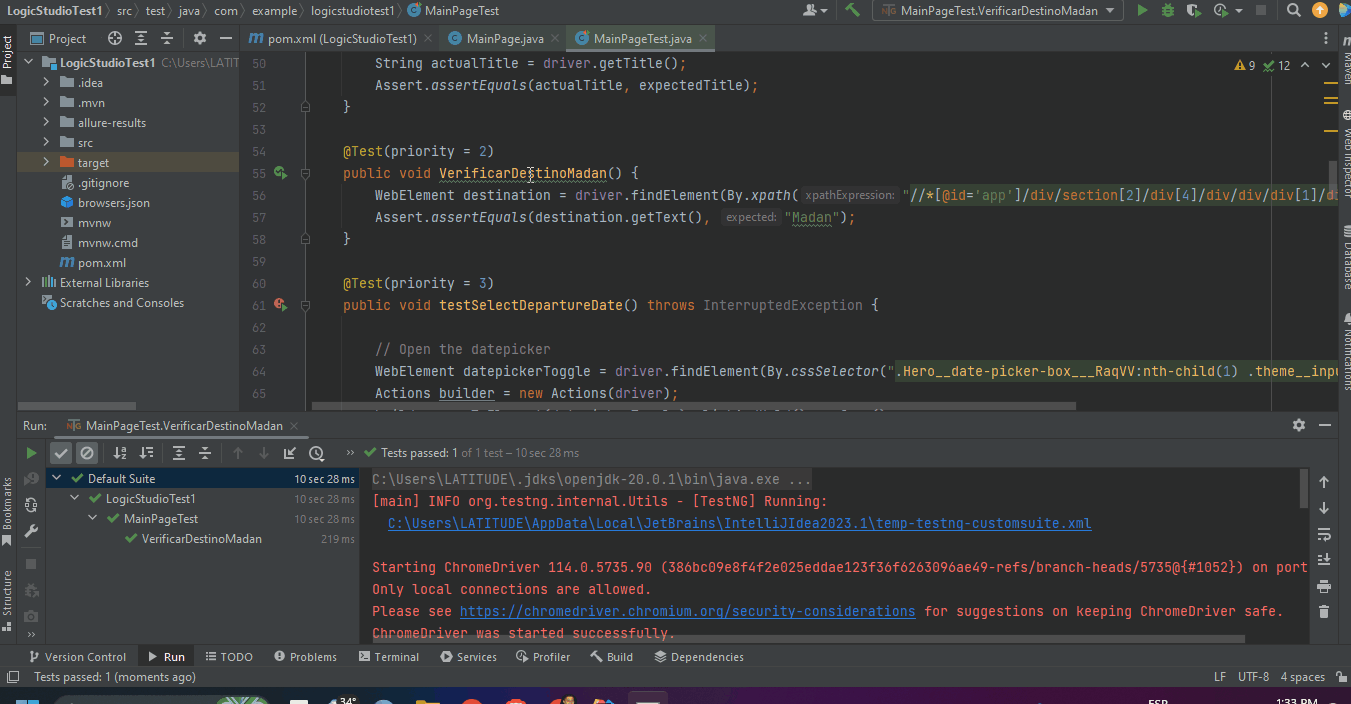 LogicStudioTest1 > src > test > java > com > example > logicstudiotest1 > MainPageTest
MainPageTest.VerificarDestinoMadan
Project
pom.xml (LogicStudioTest1)
MainPage.java
MainPageTest.java
Project
LogicStudioTest1 C:\Users\LATIT
.idea
.mvn
allure-results
src
target
.gitignore
browsers.json
mvnw
mvnw.cmd
pom.xml
External Libraries
Scratches and Consoles
9 12
50 String actualTitle = driver.getTitle();
51 Assert.assertEquals(actualTitle, expectedTitle);
52 }
53
54 @Test(priority = 2)
55 public void VerificarDestinoMadan() {
56 WebElement destination = driver.findElement(By.xpath( xpathExpression: "//*[@id='app']/div/section[2]/div[4]/div/div/div[1]/d
57 Assert.assertEquals(destination.getText(), expected: "Madan");
58 }
59
60 @Test(priority = 3)
61 public void testSelectDepartureDate() throws InterruptedException {
62
63 // Open the datepicker
64 WebElement datepickerToggle = driver.findElement(By.cssSelector(".Hero__date-picker-box___RaqVV:nth-child(1) .theme__inpu
65 Actions builder = new Actions(driver);
Maven
Web Inspector
Database
Notifications
Run: MainPageTest.VerificarDestinoMadan
Tests passed: 1 of 1 test – 10 sec 28 ms
Default Suite 10 sec 28 ms
LogicStudioTest1 10 sec 28 ms
MainPageTest 10 sec 28 ms
VerificarDestinoMadan 219 ms
C:\Users\LATITUDE\.jdks\openjdk-20.0.1\bin\java.exe ...
[main] INFO org.testng.internal.Utils - [TestNG] Running:
C:\Users\LATITUDE\AppData\Local\JetBrains\IntelliJIdea2023.1\temp-testng-customsuite.xml
Starting ChromeDriver 114.0.5735.90 (386bc09e8f4f2e025eddae123f36f6263096ae49-refs/branch-heads/5735@{#1052}) on port
Only local connections are allowed.
Please see https://chromedriver.chromium.org/security-considerations for suggestions on keeping ChromeDriver safe.
ChromeDriver was started successfully.
Bookmarks
Structure
Version Control
Run
TODO
Problems
Terminal
Services
Profiler
Build
Dependencies
Tests passed: 1 (moments ago)
LF UTF-8 4 spaces
34°
ESP
1:33 PM